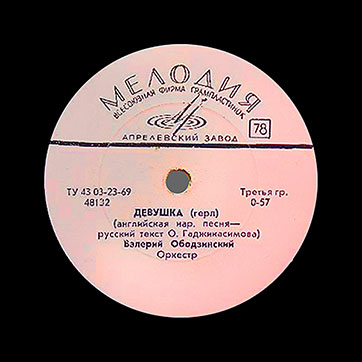 МЕЛОДИЯ
ВСЕСОЮЗНАЯ ФИРМА ГРАМПЛАСТИНОК
АПРЕЛЕВСКИЙ ЗАВОД
78
ТУ 43 03-23-69
48132
Третья гр.
0-57
ДЕВУШКА (герл)
(английская нар. песня—
русский текст О. Гаджикасимова)
Валерий Ободзинский
Оркестр